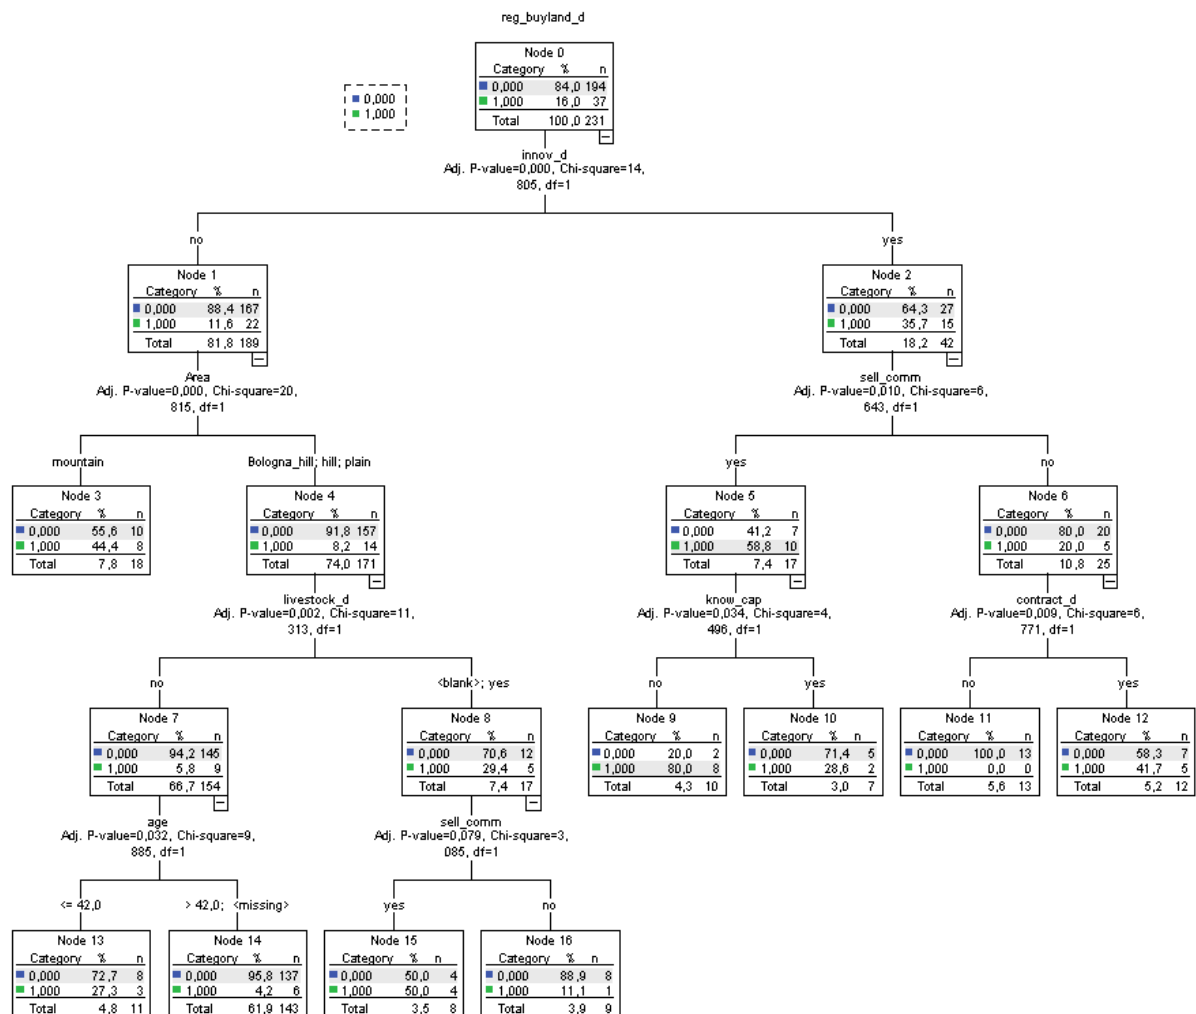 reg_buyland_d
Node 0
Category % n
0,000 84,0 194
1,000 16,0 37
Total 100,0 231
0,000
1,000
innov_d
Adj. P-value=0,000, Chi-square=14,
805, df=1
no
yes
Node 1
Category % n
0,000 88,4 167
1,000 11,6 22
Total 81,8 189
Node 2
Category % n
0,000 64,3 27
1,000 35,7 15
Total 18,2 42
Area
Adj. P-value=0,000, Chi-square=20,
815, df=1
sell_comm
Adj. P-value=0,010, Chi-square=6,
643, df=1
mountain
Bologna_hill; hill; plain
yes
no
Node 3
Category % n
0,000 55,6 10
1,000 44,4 8
Total 7,8 18
Node 4
Category % n
0,000 91,8 157
1,000 8,2 14
Total 74,0 171
Node 5
Category % n
0,000 41,2 7
1,000 58,8 10
Total 7,4 17
Node 6
Category % n
0,000 80,0 20
1,000 20,0 5
Total 10,8 25
livestock_d
Adj. P-value=0,002, Chi-square=11,
313, df=1
know_cap
Adj. P-value=0,034, Chi-square=4,
496, df=1
contract_d
Adj. P-value=0,009, Chi-square=6,
771, df=1
no
<blank>; yes
no
yes
no
yes
Node 7
Category % n
0,000 94,2 145
1,000 5,8 9
Total 66,7 154
Node 8
Category % n
0,000 70,6 12
1,000 29,4 5
Total 7,4 17
Node 9
Category % n
0,000 20,0 2
1,000 80,0 8
Total 4,3 10
Node 10
Category % n
0,000 71,4 5
1,000 28,6 2
Total 3,0 7
Node 11
Category % n
0,000 100,0 13
1,000 0,0 0
Total 5,6 13
Node 12
Category % n
0,000 58,3 7
1,000 41,7 5
Total 5,2 12
age
Adj. P-value=0,032, Chi-square=9,
885, df=1
sell_comm
Adj. P-value=0,079, Chi-square=3,
085, df=1
<= 42,0
> 42,0; <missing>
yes
no
Node 13
Category % n
0,000 72,7 8
1,000 27,3 3
Total 4,8 11
Node 14
Category % n
0,000 95,8 137
1,000 4,2 6
Total 61,9 143
Node 15
Category % n
0,000 50,0 4
1,000 50,0 4
Total 3,5 8
Node 16
Category % n
0,000 88,9 8
1,000 11,1 1
Total 3,9 9